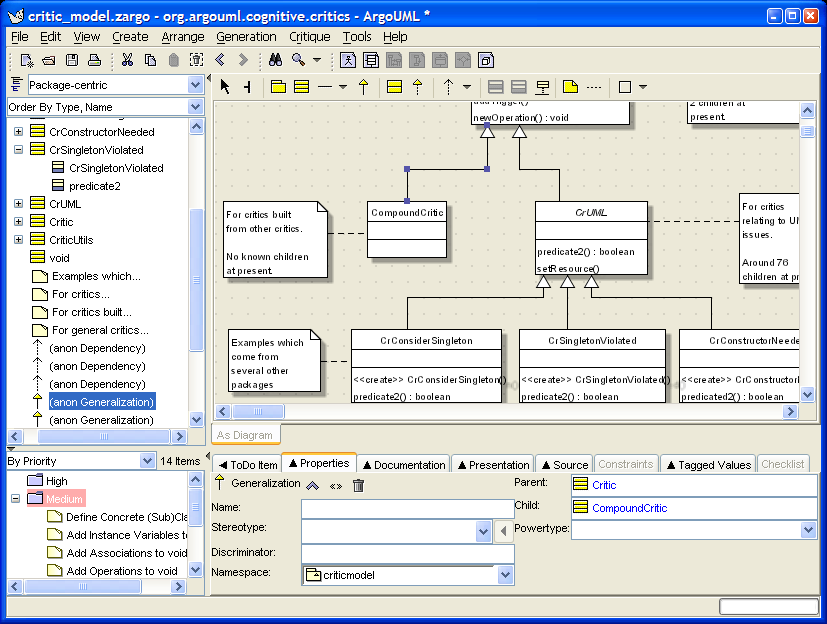 critic_model.zargo - org.argouml.cognitive.critics - ArgoUML *
File Edit View Create Arrange Generation Critique Tools Help
Package-centric
Order By Type, Name
CrConstructorNeeded
CrSingletonViolated
CrSingletonViolated
predicate2
CrUML
Critic
CriticUtils
void
Examples which...
For critics...
For critics built...
For general critics...
(anon Dependency)
(anon Dependency)
(anon Dependency)
(anon Generalization)
(anon Generalization)
newOperation() : void
2 children at
present.
For critics built
from other critics.
No known children
at present.
CompoundCritic
CrUML
predicate2() : boolean
setResource()
For critics
relating to UM
issues.
Around 76
children at pr
Examples which
come from
several other
packages
CrConsiderSingleton
<<create>> CrConsiderSingleton()
predicate2() : boolean
CrSingletonViolated
<<create>> CrSingletonViolated()
predicate2() : boolean
CrConstructorNeede
<<create>> CrConstructorN
predicated2() : boolean
As Diagram
By Priority
14 Items
High
Medium
Define Concrete (Sub)Cla
Add Instance Variables to
Add Associations to void
Add Operations to void
ToDo Item
Properties
Documentation
Presentation
Source
Constraints
Tagged Values
Checklist
Generalization
Name:
Stereotype:
Discriminator:
Namespace:
criticmodel
Parent:
Critic
Child:
CompoundCritic
Powertype: